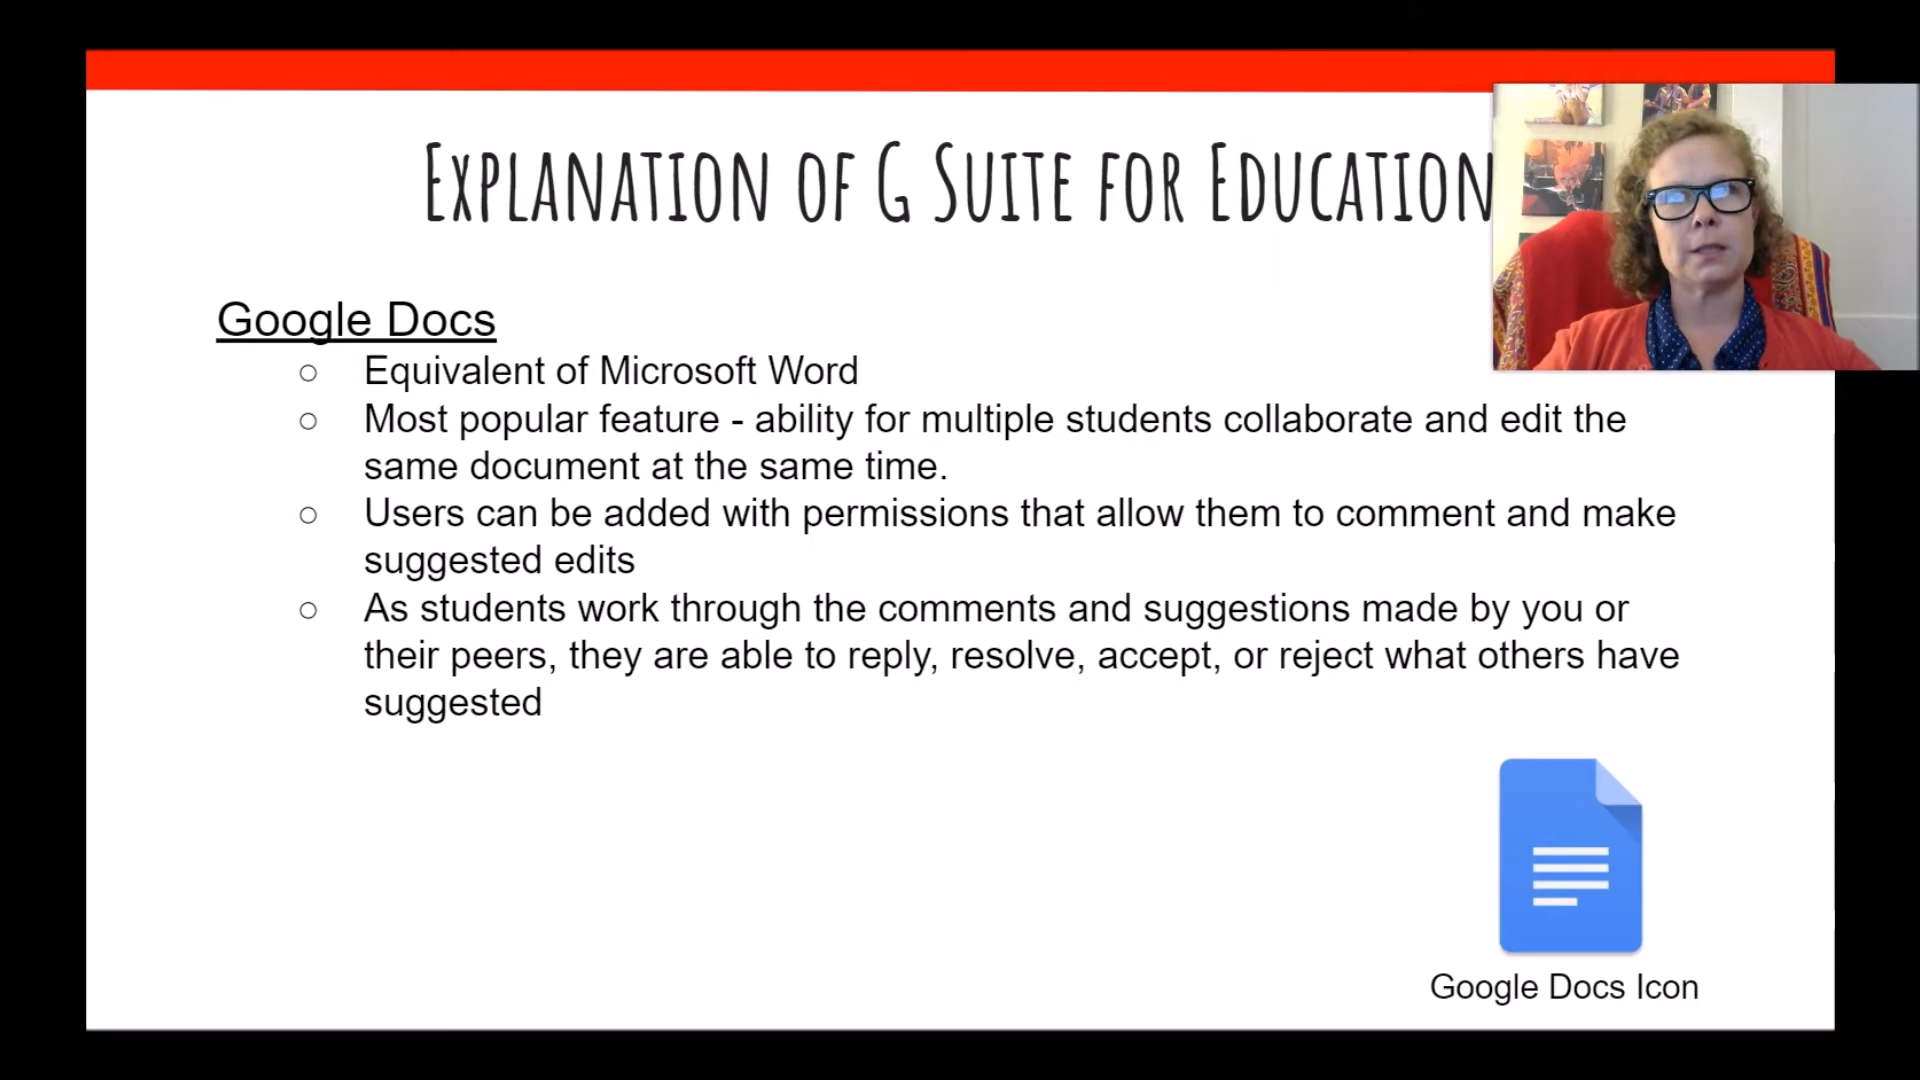 Explanation of G Suite for Education
Google Docs
○ Equivalent of Microsoft Word
○ Most popular feature - ability for multiple students collaborate and edit the
same document at the same time.
○ Users can be added with permissions that allow them to comment and make
suggested edits
○ As students work through the comments and suggestions made by you or
their peers, they are able to reply, resolve, accept, or reject what others have
suggested
Google Docs Icon